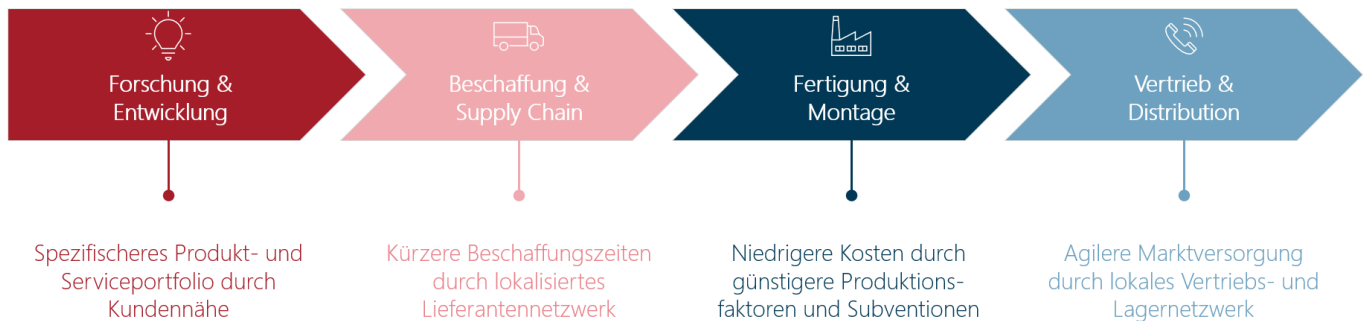 Forschung &
Entwicklung
Beschaffung &
Supply Chain
Fertigung &
Montage
Vertrieb &
Distribution
Spezifischeres Produkt- und
Serviceportfolio durch
Kundennähe
Kürzere Beschaffungszeiten
durch lokalisiertes
Lieferantennetzwerk
Niedrigere Kosten durch
günstigere Produktions-
faktoren und Subventionen
Agilere Marktversorgung
durch lokales Vertriebs- und
Lagernetzwerk